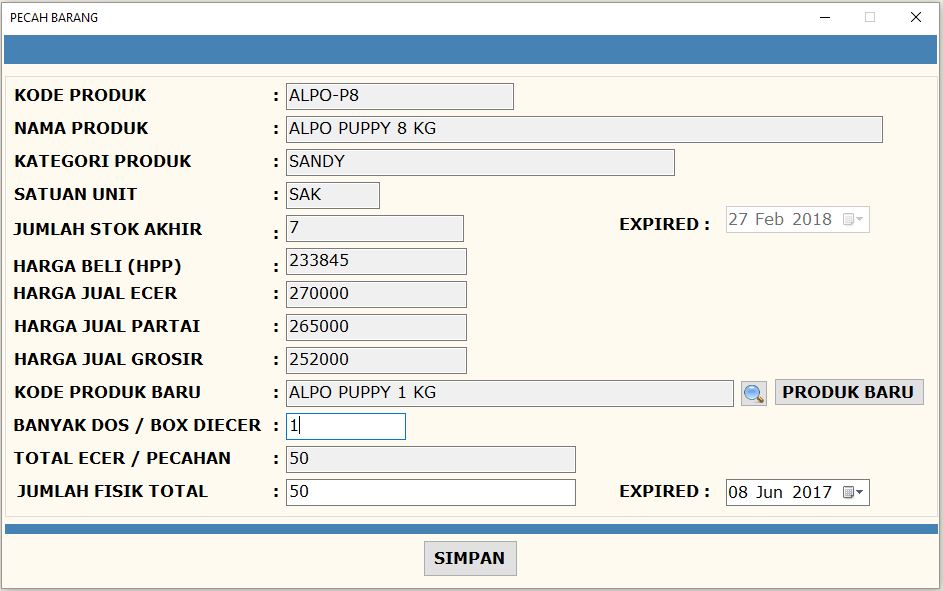 PECAH BARANG
KODE PRODUK : ALPO-P8
NAMA PRODUK : ALPO PUPPY 8 KG
KATEGORI PRODUK : SANDY
SATUAN UNIT : SAK
JUMLAH STOK AKHIR : 7 EXPIRED : 27 Feb 2018
HARGA BELI (HPP) : 233845
HARGA JUAL ECER : 270000
HARGA JUAL PARTAI : 265000
HARGA JUAL GROSIR : 252000
KODE PRODUK BARU : ALPO PUPPY 1 KG PRODUK BARU
BANYAK DOS / BOX DIECER : 1
TOTAL ECER / PECAHAN : 50
JUMLAH FISIK TOTAL : 50 EXPIRED : 08 Jun 2017
SIMPAN